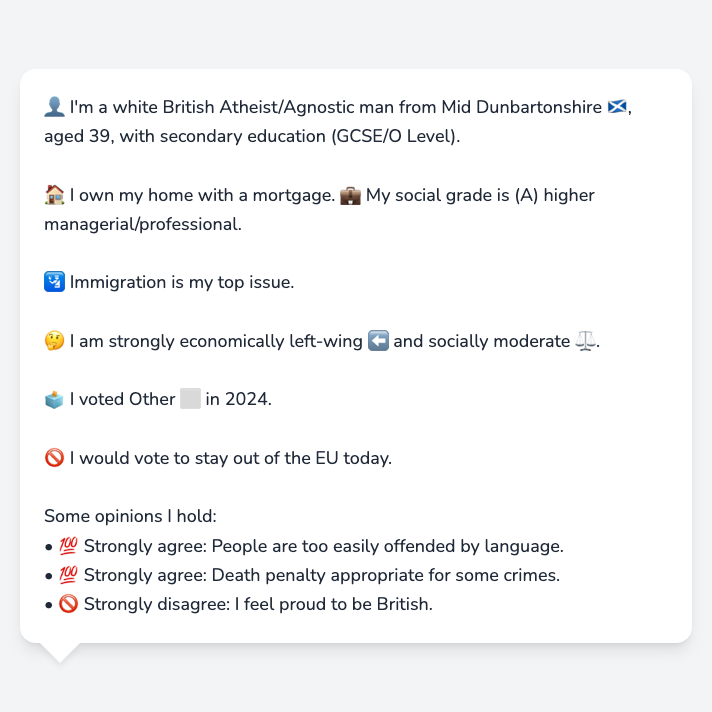 👤 I'm a white British Atheist/Agnostic man from Mid Dunbartonshire 🏴󠁧󠁢󠁳󠁣󠁴󠁿,
aged 39, with secondary education (GCSE/O Level).
🏠 I own my home with a mortgage. 💼 My social grade is (A) higher
managerial/professional.
🛂 Immigration is my top issue.
🤔 I am strongly economically left-wing ⬅️ and socially moderate ⚖️.
🗳️ I voted Other ⬜ in 2024.
🚫 I would vote to stay out of the EU today.
Some opinions I hold:
• 💯 Strongly agree: People are too easily offended by language.
• 💯 Strongly agree: Death penalty appropriate for some crimes.
• 🚫 Strongly disagree: I feel proud to be British.